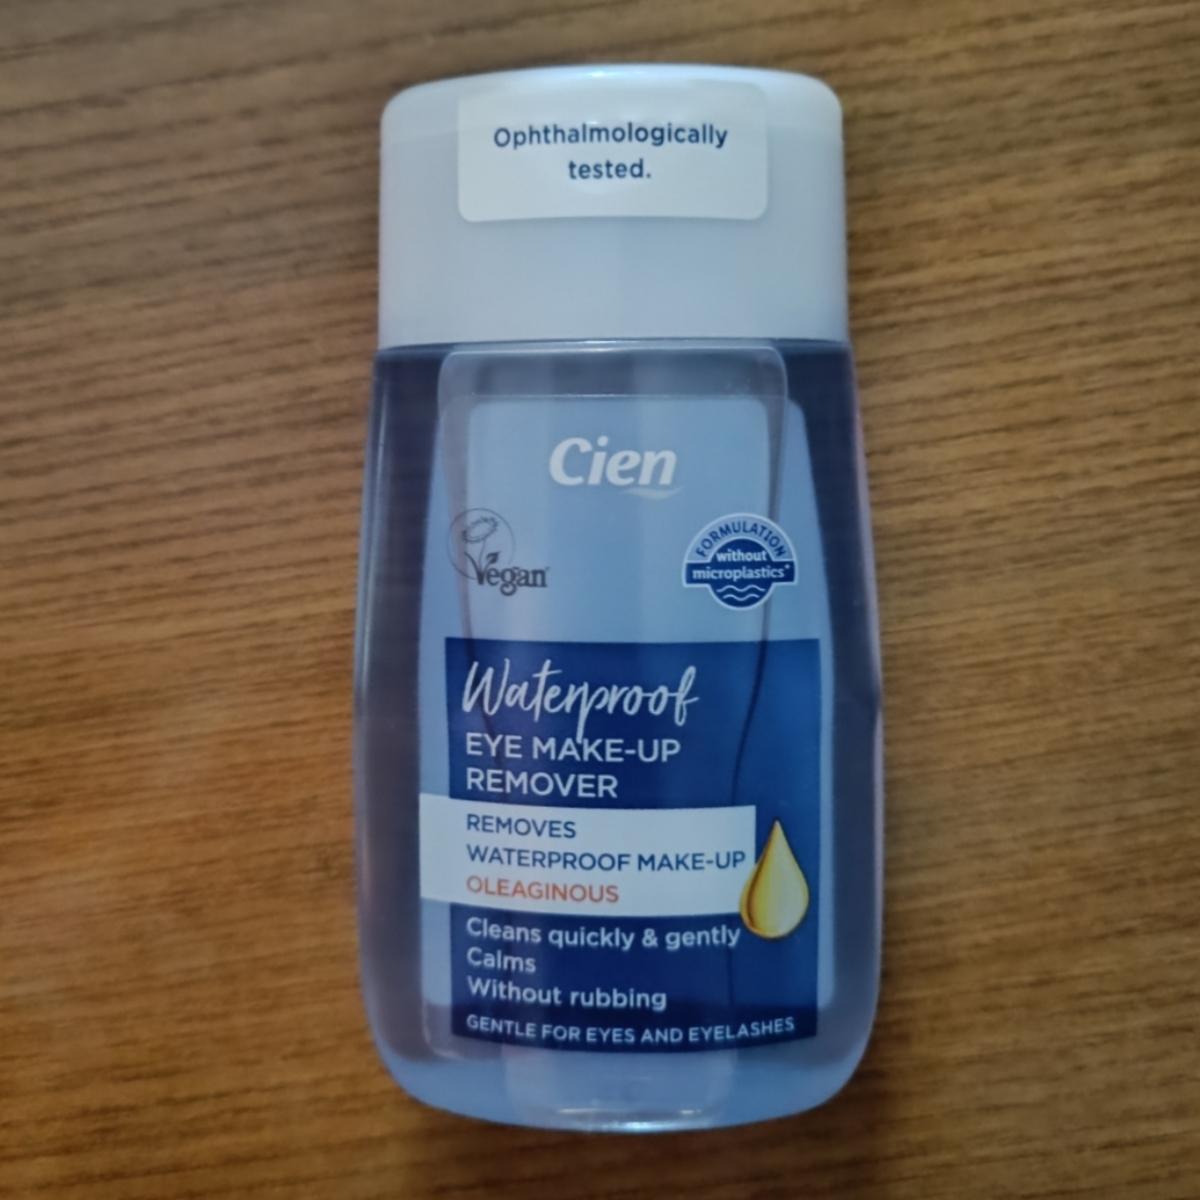 Ophthalmologically
tested.
Cien
Vegan
FORMULATION
without
microplastics*
Waterproof
EYE MAKE-UP
REMOVER
REMOVES
WATERPROOF MAKE-UP
OLEAGINOUS
Cleans quickly & gently
Calms
Without rubbing
GENTLE FOR EYES AND EYELASHES